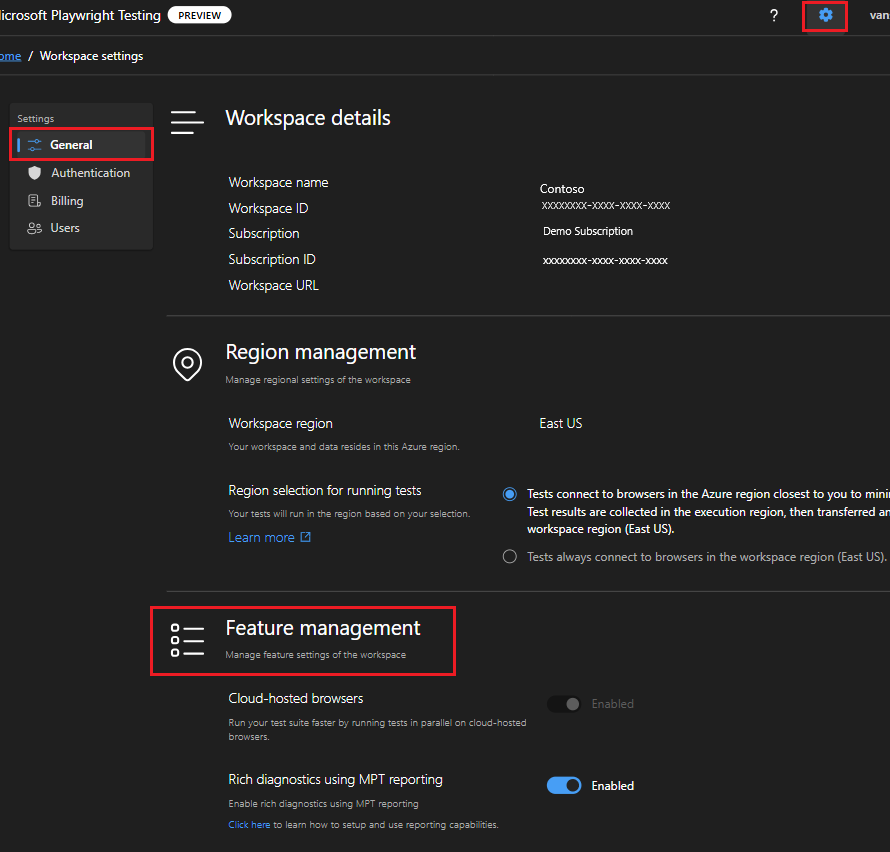 icrosoft Playwright Testing PREVIEW ? van
ome / Workspace settings
Settings
General
Authentication
Billing
Users
Workspace details
Workspace name Contoso
Workspace ID xxxxxxxx-xxxx-xxxx-xxxx
Subscription Demo Subscription
Subscription ID xxxxxxxx-xxxx-xxxx-xxxx
Workspace URL
Region management
Manage regional settings of the workspace
Workspace region East US
Your workspace and data resides in this Azure region.
Region selection for running tests
Your tests will run in the region based on your selection.
Learn more
Tests connect to browsers in the Azure region closest to you to mini
Test results are collected in the execution region, then transferred an
workspace region (East US).
Tests always connect to browsers in the workspace region (East US).
Feature management
Manage feature settings of the workspace
Cloud-hosted browsers Enabled
Run your test suite faster by running tests in parallel on cloud-hosted
browsers.
Rich diagnostics using MPT reporting Enabled
Enable rich diagnostics using MPT reporting
Click here to learn how to setup and use reporting capabilities.